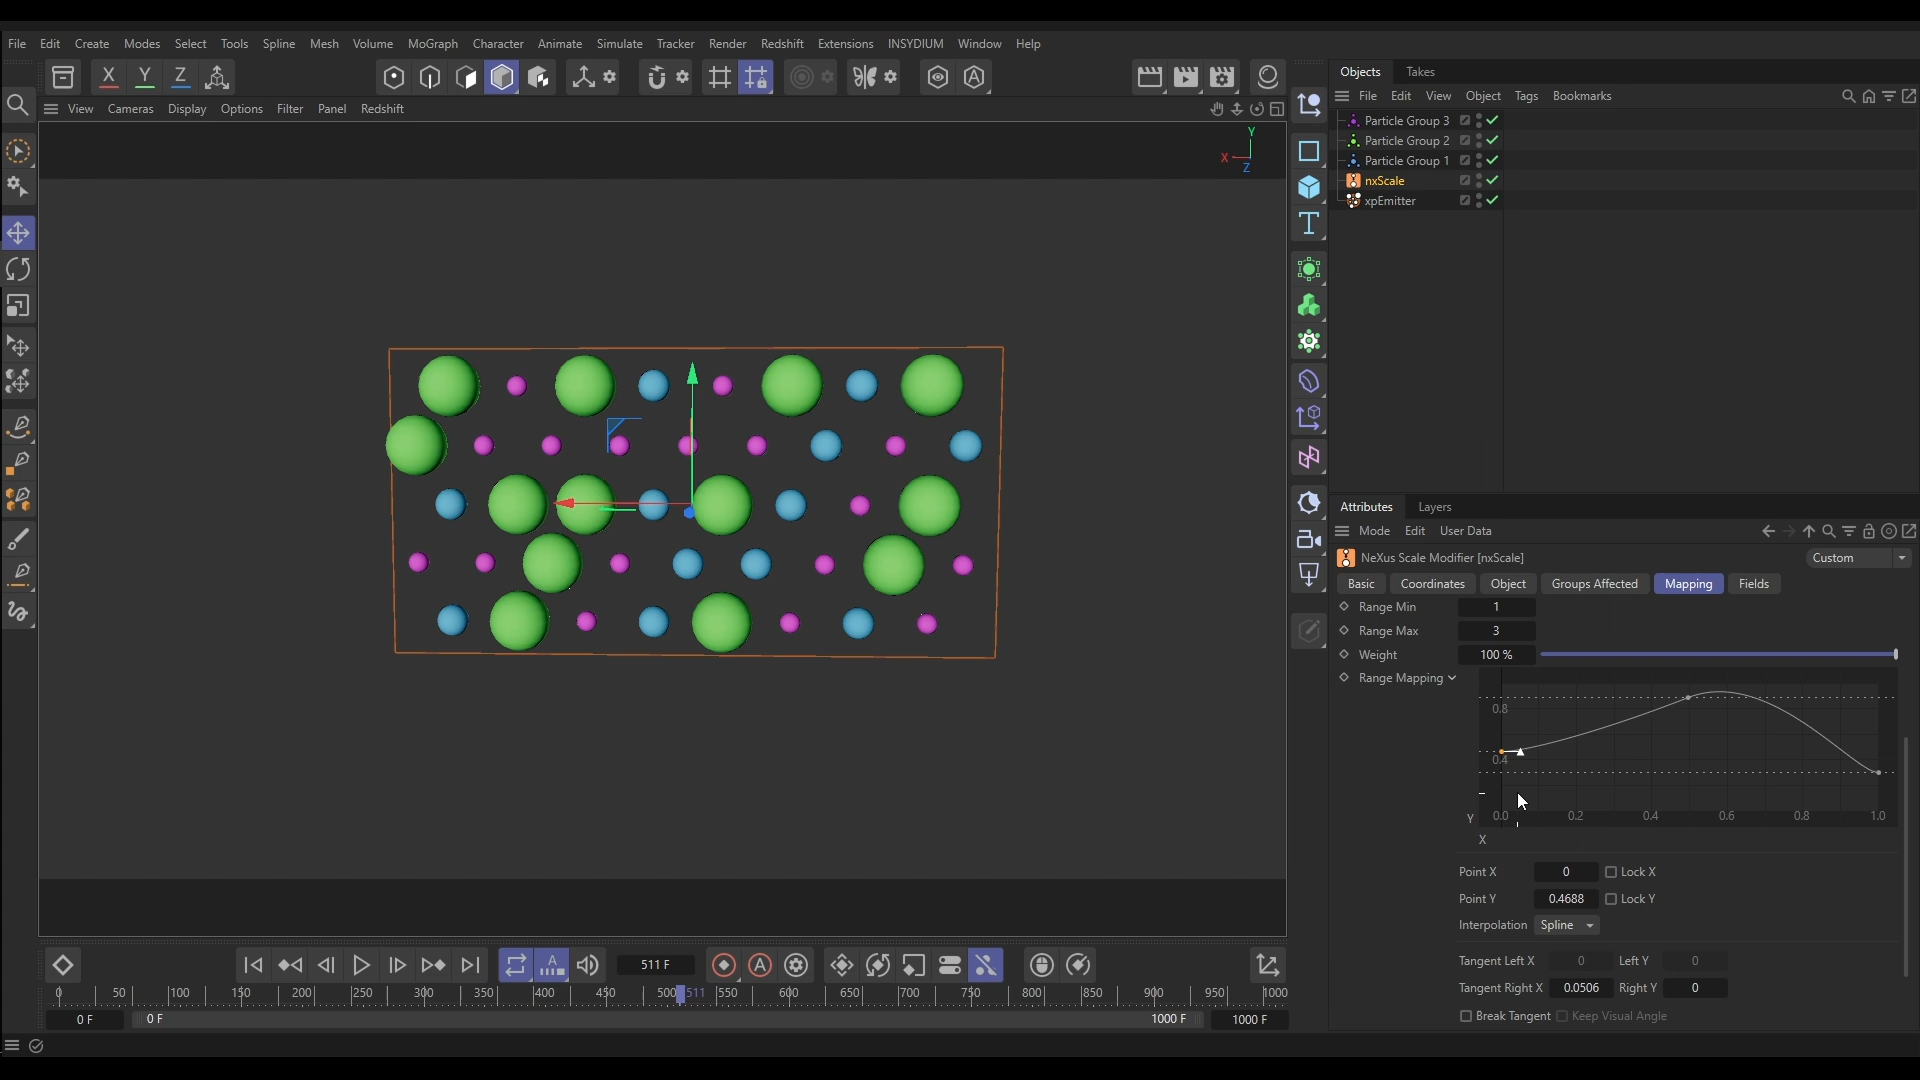 File Edit Create Modes Select Tools Spline Mesh Volume MoGraph Character Animate Simulate Tracker Render Redshift Extensions INSYDIUM Window Help
X Y Z
View Cameras Display Options Filter Panel Redshift
Y
X
Z
Objects Takes
File Edit View Object Tags Bookmarks
Particle Group 3
Particle Group 2
Particle Group 1
nxScale
xpEmitter
Attributes Layers
Mode Edit User Data
NeXus Scale Modifier [nxScale] Custom
Basic Coordinates Object Groups Affected Mapping Fields
Range Min 1
Range Max 3
Weight 100 %
Range Mapping
0.8
0.4
Y 0.0 0.2 0.4 0.6 0.8 1.0
X
Point X 0 Lock X
Point Y 0.4688 Lock Y
Interpolation Spline
Tangent Left X 0 Left Y 0
Tangent Right X 0.0506 Right Y 0
Break Tangent Keep Visual Angle
A 511 F A
0 50 100 150 200 250 300 350 400 450 500 511 550 600 650 700 750 800 850 900 950 1000
0 F 0 F 1000 F 1000 F